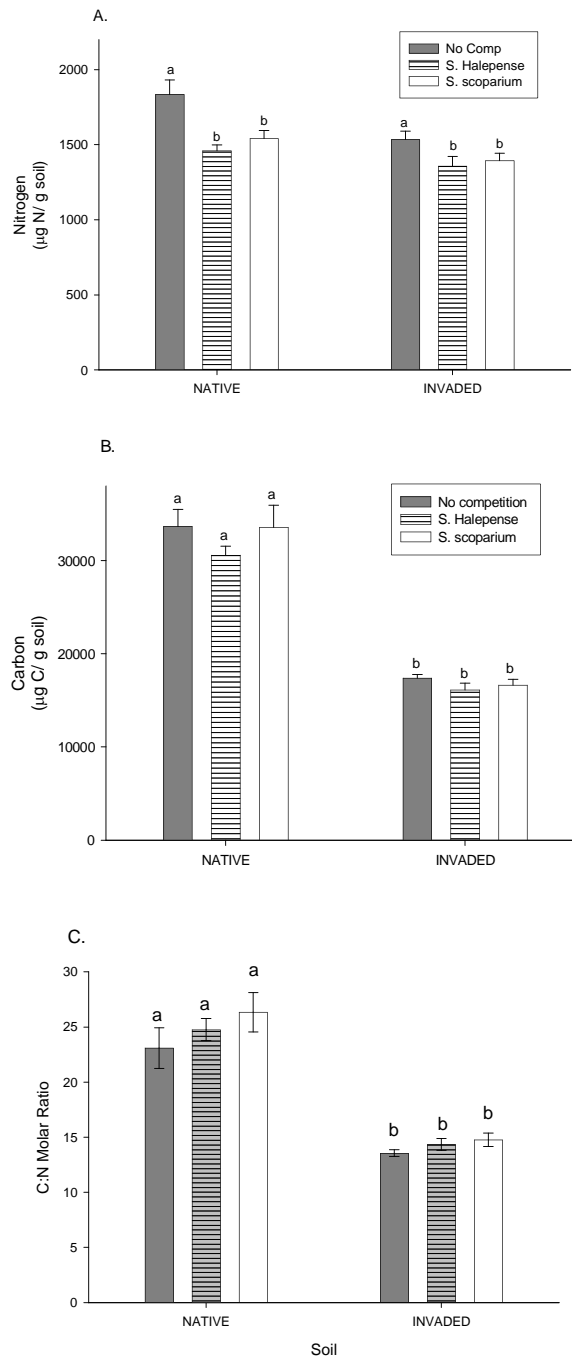 A.
No Comp
S. Halepense
S. scoparium
2000
1500
1000
500
0
Nitrogen
(μg N/ g soil)
a
b
b
a
b
b
NATIVE
INVADED
B.
No competition
S. Halepense
S. scoparium
30000
20000
10000
0
Carbon
(μg C/ g soil)
a
a
a
b
b
b
NATIVE
INVADED
C.
30
25
20
15
10
5
0
C:N Molar Ratio
a
a
a
b
b
b
NATIVE
INVADED
Soil